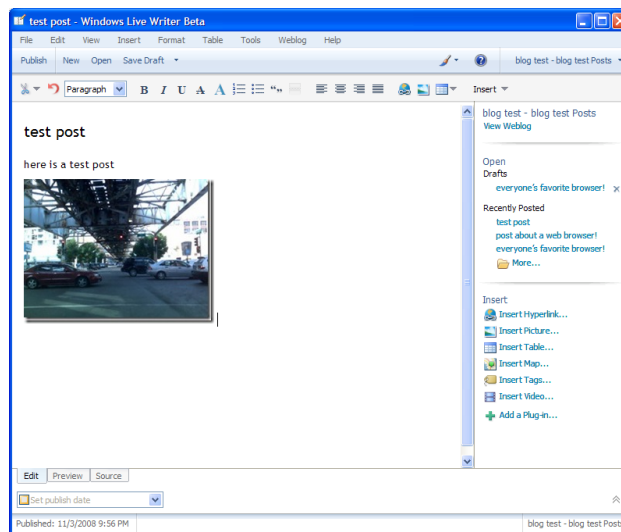 test post - Windows Live Writer Beta
File Edit View Insert Format Table Tools Weblog Help
Publish New Open Save Draft blog test - blog test Posts
Paragraph B I U A A Insert
test post
here is a test post
blog test - blog test Posts
View Weblog
Open
Drafts
everyone's favorite browser!
Recently Posted
test post
post about a web browser!
everyone's favorite browser!
More...
Insert
Insert Hyperlink...
Insert Picture...
Insert Table...
Insert Map...
Insert Tags...
Insert Video...
Add a Plug-in...
Edit Preview Source
Set publish date
Published: 11/3/2008 9:56 PM blog test - blog test Posts